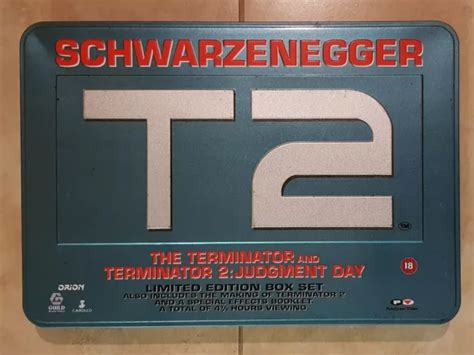 SCHWARZENEGGER
T2
TM
THE TERMINATOR AND
TERMINATOR 2:JUDGMENT DAY
LIMITED EDITION BOX SET
ALSO INCLUDES THE MAKING OF TERMINATOR 2
AND A SPECIAL EFFECTS BOOKLET
A TOTAL OF 4½ HOURS VIEWING.
18
ORION
GUILD
CAROLCO
PV